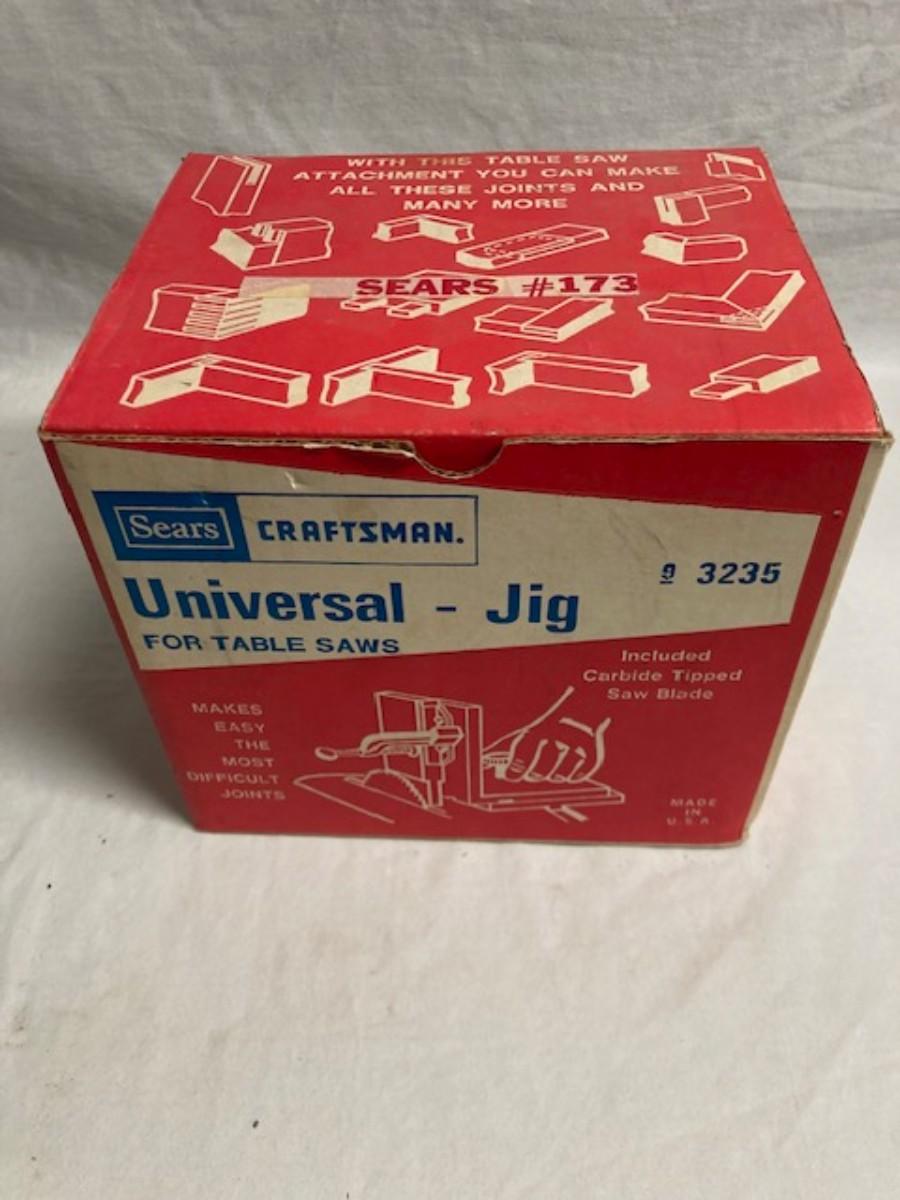 WITH THIS TABLE SAW
ATTACHMENT YOU CAN MAKE
ALL THESE JOINTS AND
MANY MORE
SEARS #173
Sears CRAFTSMAN.
Universal - Jig
9 3235
FOR TABLE SAWS
Included
Carbide Tipped
Saw Blade
MAKES
EASY
THE
MOST
DIFFICULT
JOINTS
MADE
IN
U.S.A.